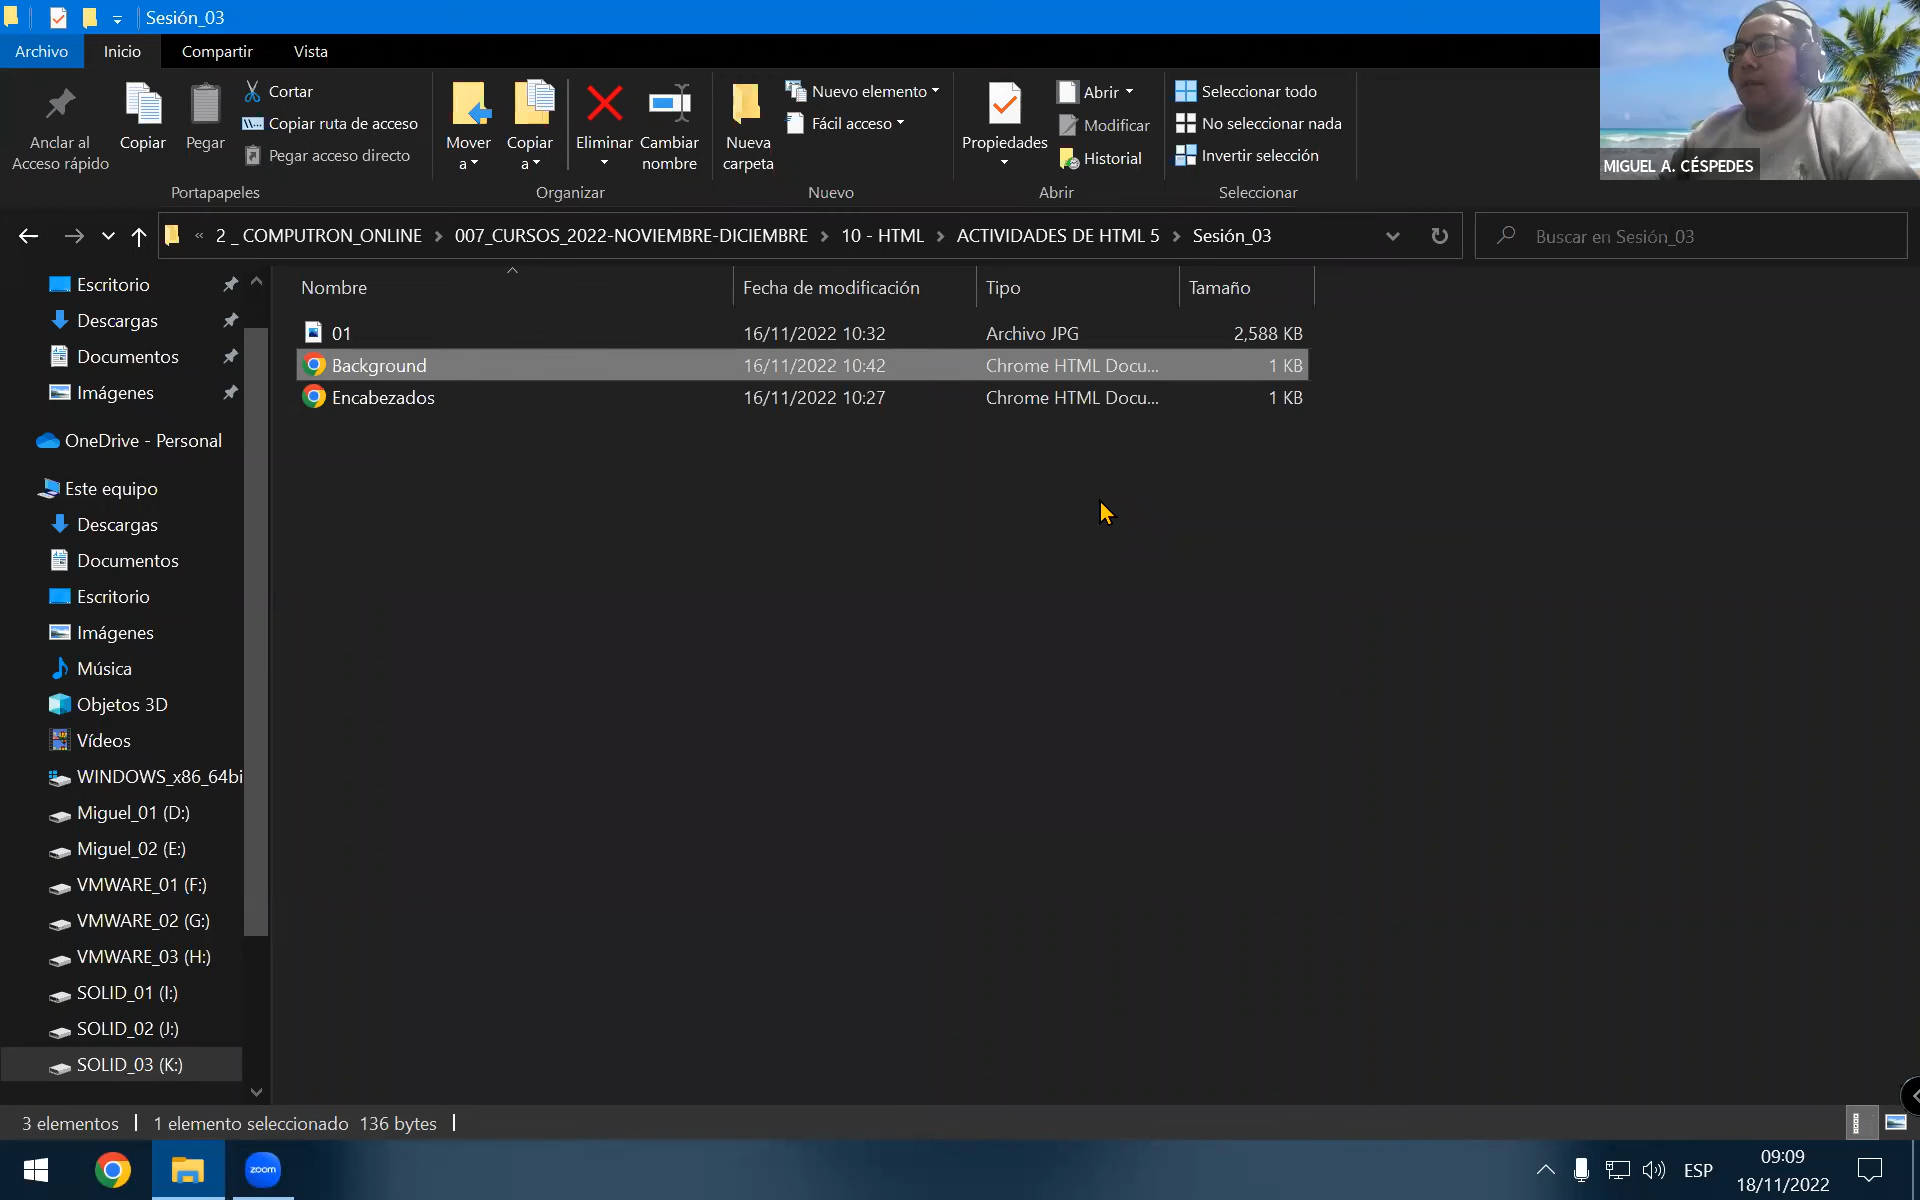 Sesión_03
Archivo Inicio Compartir Vista
Anclar al Acceso rápido
Copiar
Pegar
Cortar
Copiar ruta de acceso
Pegar acceso directo
Mover a
Copiar a
Eliminar
Cambiar nombre
Nueva carpeta
Nuevo elemento
Fácil acceso
Propiedades
Abrir
Modificar
Historial
Seleccionar todo
No seleccionar nada
Invertir selección
MIGUEL A. CÉSPEDES
Portapapeles Organizar Nuevo Abrir Seleccionar
« 2 _ COMPUTRON_ONLINE > 007_CURSOS_2022-NOVIEMBRE-DICIEMBRE > 10 - HTML > ACTIVIDADES DE HTML 5 > Sesión_03
Buscar en Sesión_03
Escritorio
Descargas
Documentos
Imágenes
OneDrive - Personal
Este equipo
Descargas
Documentos
Escritorio
Imágenes
Música
Objetos 3D
Vídeos
WINDOWS_x86_64bi
Miguel_01 (D:)
Miguel_02 (E:)
VMWARE_01 (F:)
VMWARE_02 (G:)
VMWARE_03 (H:)
SOLID_01 (I:)
SOLID_02 (J:)
SOLID_03 (K:)
Nombre Fecha de modificación Tipo Tamaño
01 16/11/2022 10:32 Archivo JPG 2,588 KB
Background 16/11/2022 10:42 Chrome HTML Docu... 1 KB
Encabezados 16/11/2022 10:27 Chrome HTML Docu... 1 KB
3 elementos 1 elemento seleccionado 136 bytes
zoom
ESP
09:09
18/11/2022